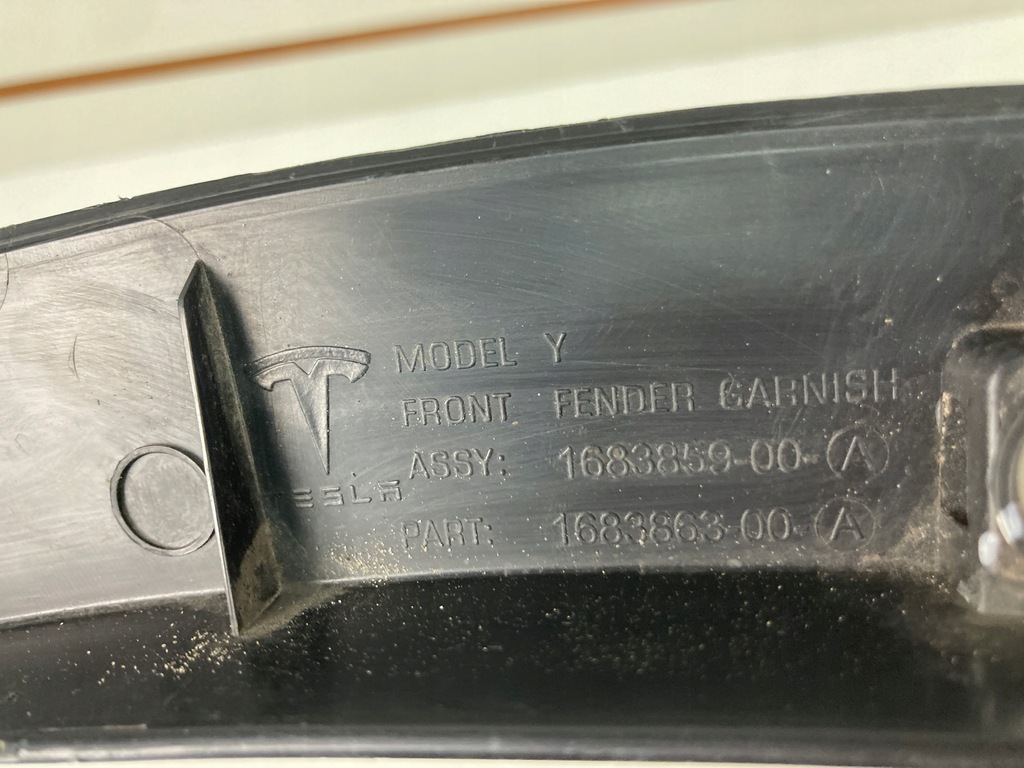 MODEL Y
FRONT FENDER GARNISH
ASSY: 1683859-00-A
TESLA
PART: 1683863-00-A